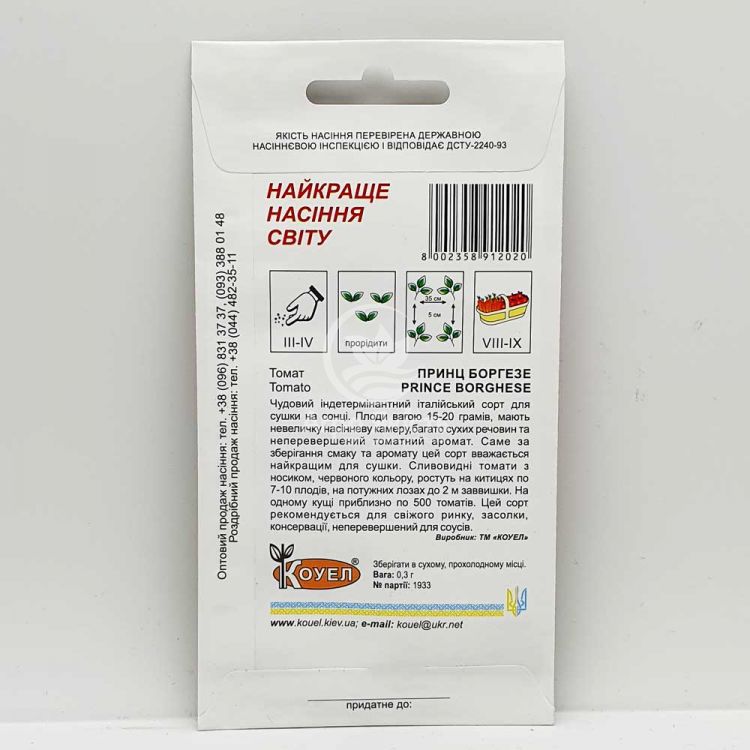 ЯКІСТЬ НАСІННЯ ПЕРЕВІРЕНА ДЕРЖАВНОЮ
НАСІННЄВОЮ ІНСПЕКЦІЄЮ І ВІДПОВІДАЄ ДСТУ-2240-93
НАЙКРАЩЕ
НАСІННЯ
СВІТУ
8 002358 912020
III-IV
прорідити
35 см
5 см
VIII-IX
Томат
ПРИНЦ БОРГЕЗЕ
Tomato
PRINCE BORGHESE
Чудовий індетермінантний італійський сорт для
сушки на сонці. Плоди вагою 15-20 грамів, мають
невеличку насіннєву камеру,багато сухих речовин та
неперевершений томатний аромат. Саме за
зберігання смаку та аромату цей сорт вважається
найкращим для сушки. Сливовидні томати з
носиком, червоного кольору, ростуть на китицях по
7-10 плодів, на потужних лозах до 2 м заввишки. На
одному кущі приблизно по 500 томатів. Цей сорт
рекомендується для свіжого ринку, засолки,
консервації, неперевершений для соусів.
Виробник: ТМ «КОУЕЛ»
КОУЕЛ
®
Зберігати в сухому, прохолодному місці.
Вага: 0,3 г
№ партії: 1933
www.kouel.kiev.ua; e-mail: kouel@ukr.net
придатне до:
Оптовий продаж насіння: тел. +38 (096) 831 37 37, (093) 388 01 48
Роздрібний продаж насіння: тел. +38 (044) 482-35-11